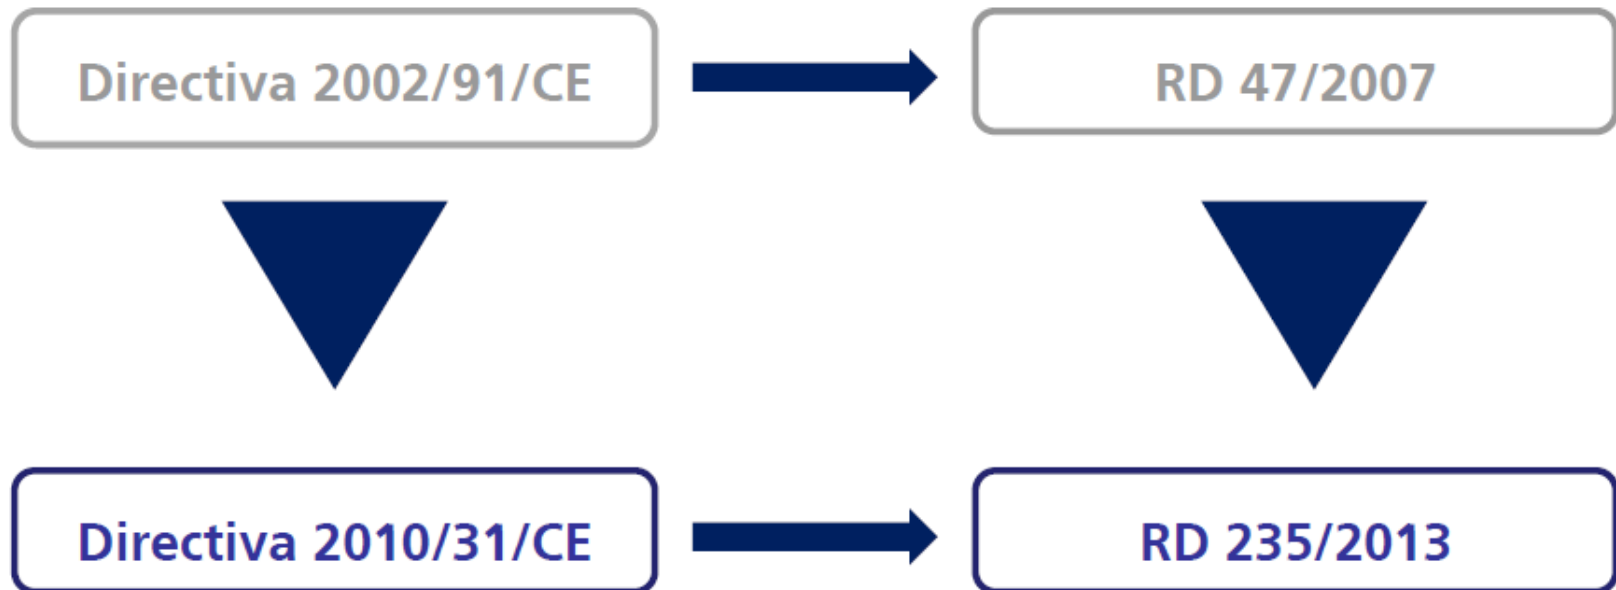 Directiva 2002/91/CE
RD 47/2007
Directiva 2010/31/CE
RD 235/2013